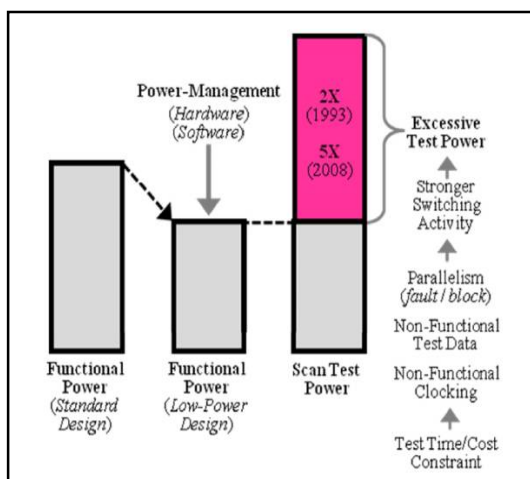 Power-Management
(Hardware)
(Software)
2X
(1993)
5X
(2008)
Excessive
Test Power
Stronger
Switching
Activity
Parallelism
(fault / block)
Non-Functional
Test Data
Non-Functional
Clocking
Test Time/Cost
Constraint
Functional
Power
(Standard
Design)
Functional
Power
(Low-Power
Design)
Scan Test
Power